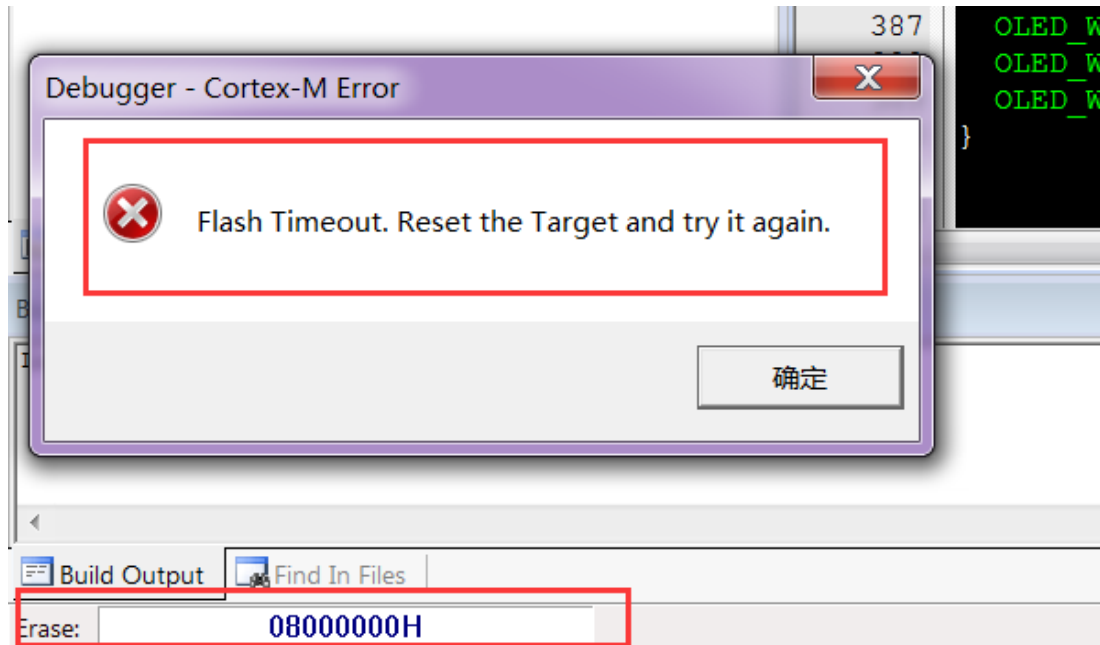 387
OLED_W
OLED_W
OLED_W
}
Debugger - Cortex-M Error
Flash Timeout. Reset the Target and try it again.
确定
Build Output
Find In Files
Erase:
08000000H